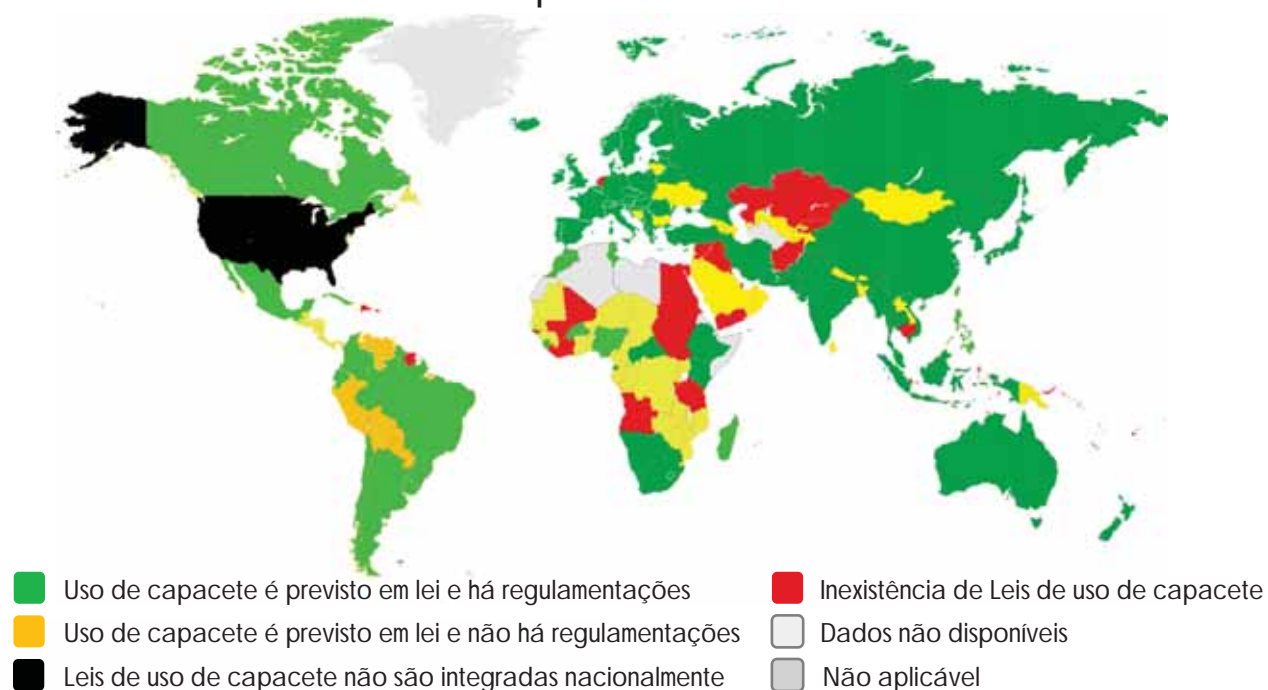 Uso de capacete é previsto em lei e há regulamentações
Uso de capacete é previsto em lei e não há regulamentações
Leis de uso de capacete não são integradas nacionalmente
Inexistência de Leis de uso de capacete
Dados não disponíveis
Não aplicável